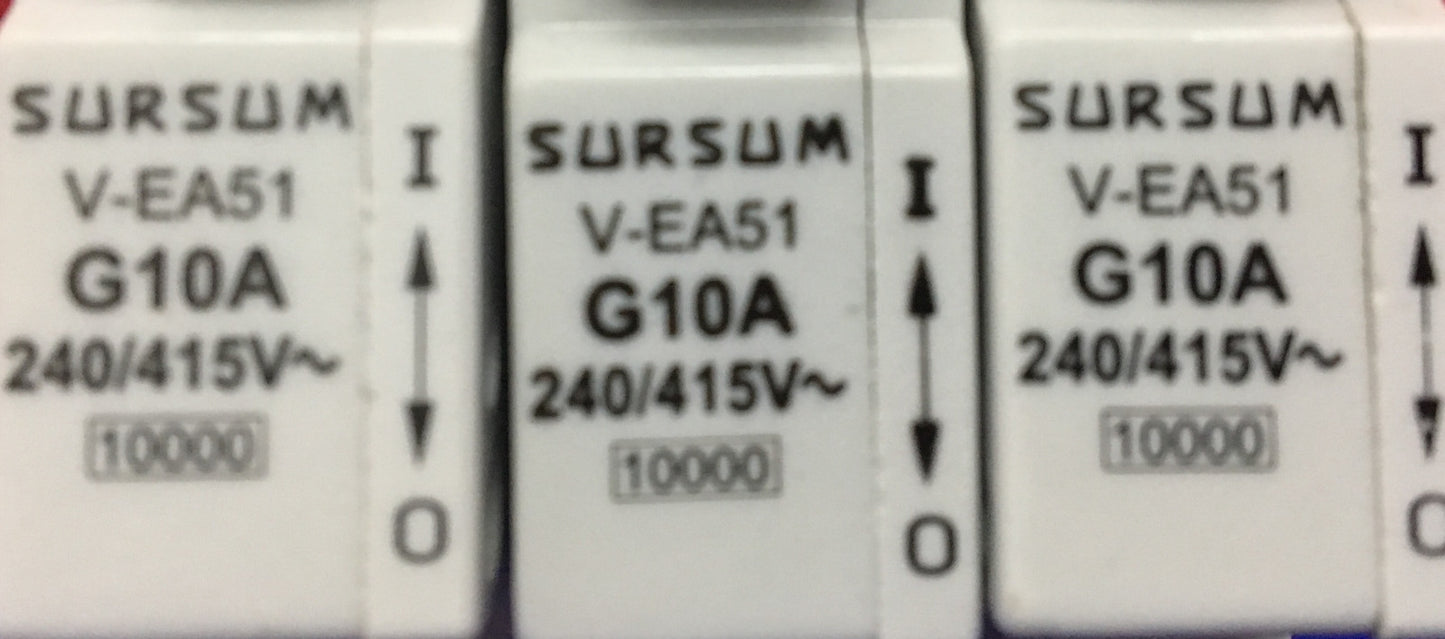 SURSUM
V-EA51
G10A
240/415V~
10000
I
O
SURSUM
V-EA51
G10A
240/415V~
10000
I
O
SURSUM
V-EA51
G10A
240/415V~
10000
I
O